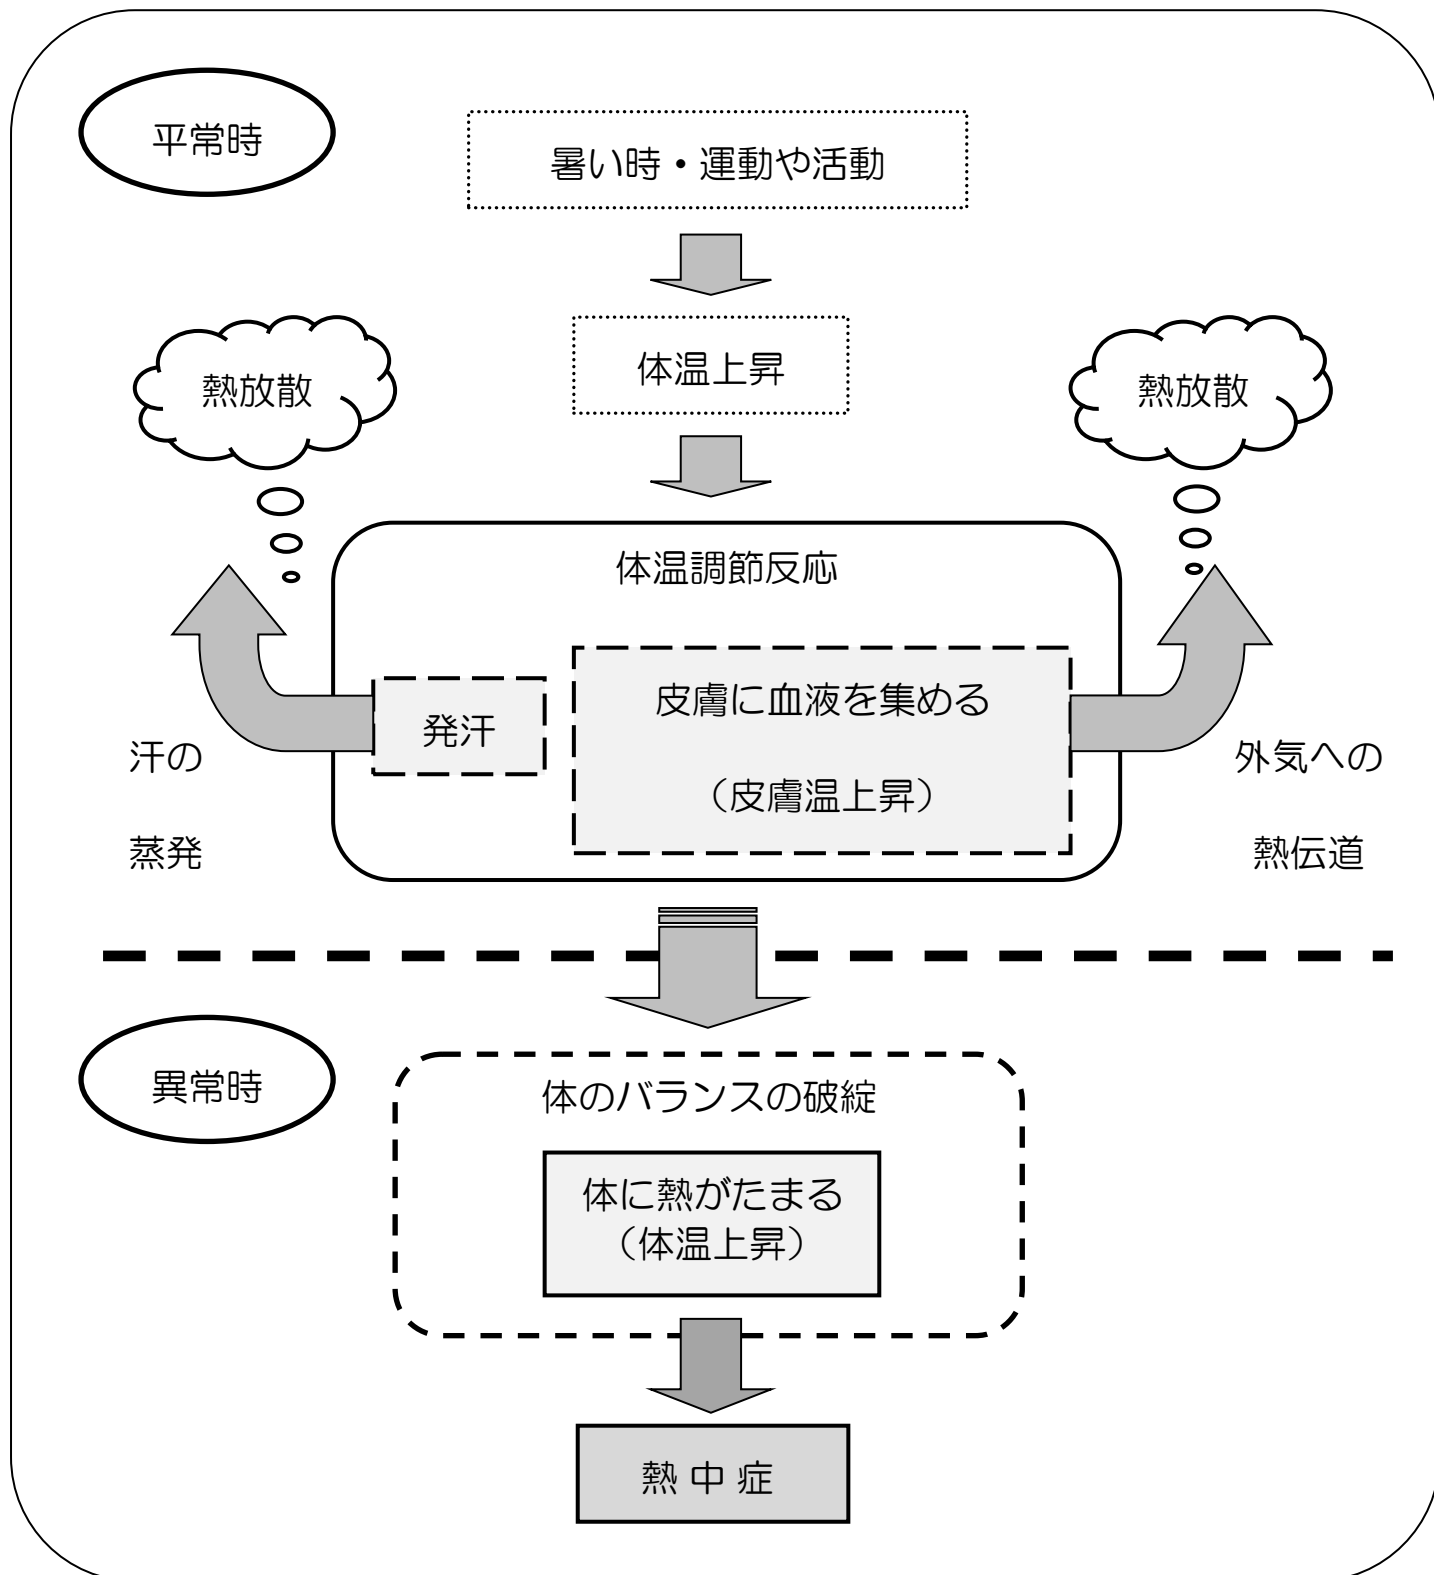 平常時
暑い時・運動や活動
体温上昇
熱放散
熱放散
体温調節反応
発汗
皮膚に血液を集める
（皮膚温上昇）
汗の
蒸発
外気への
熱伝道
異常時
体のバランスの破綻
体に熱がたまる
（体温上昇）
熱 中 症